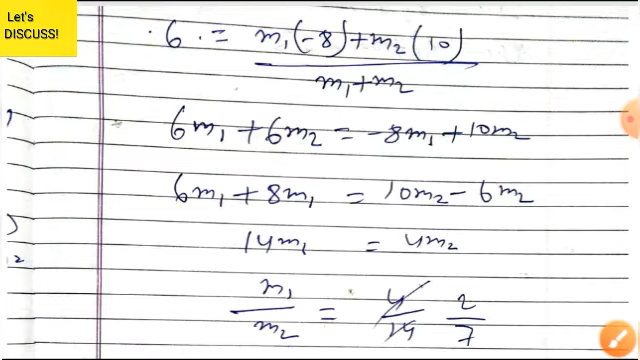 Let's
DISCUSS!
6 = m₁(-8)+m₂(10)
m₁+m₂
6m₁ + 6m₂ = -8m₁+10m₂
6m₁ + 8m₁ = 10m₂ - 6m₂
14m₁ = 4m₂
m₁/m₂ = 4/14 2/7